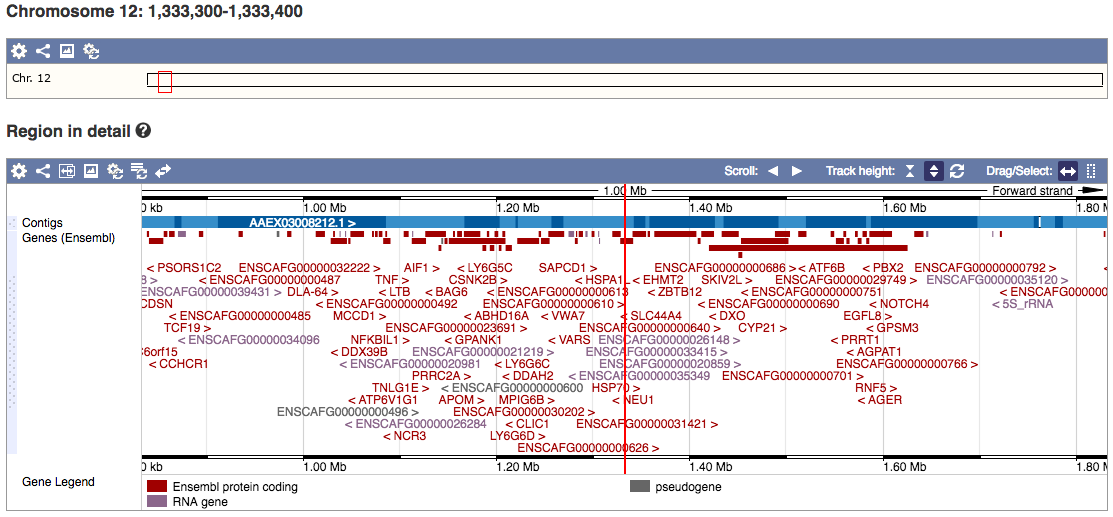 Chromosome 12: 1,333,300-1,333,400
Chr. 12
Region in detail ?
Scroll: Track height: Drag/Select:
1.00 Mb Forward strand
0 kb 1.00 Mb 1.20 Mb 1.40 Mb 1.60 Mb 1.80 M
Contigs AAEX03008212.1 >
Genes (Ensembl)
< PSORS1C2 ENSCAFG00000032222 > AIF1 > < LY6G5C SAPCD1 > ENSCAFG00000000686 > < ATF6B < PBX2 ENSCAFG00000000792 >
B > < ENSCAFG00000000487 TNF > CSNK2B > < HSPA1L < EHMT2 SKIV2L > ENSCAFG00000029749 > < ENSCAFG00000035120 >
ENSCAFG00000039431 > DLA-64 > < LTB < BAG6 < ENSCAFG00000000613 < ZBTB12 < ENSCAFG00000000751 < ENSCAFG00000
CDSN < ENSCAFG00000000492 ENSCAFG00000000610 > < ENSCAFG00000000690 < NOTCH4 < 5S_rRNA
< ENSCAFG00000000485 MCCD1 > < ABHD16A < VWA7 < SLC44A4 < DXO EGFL8 >
TCF19 > ENSCAFG00000023691 > ENSCAFG00000000640 > CYP21 > < GPSM3
< ENSCAFG00000034096 NFKBIL1 > < GPANK1 < VARS ENSCAFG00000026148 > < PRRT1
C6orf15 < DDX39B ENSCAFG00000021219 > ENSCAFG00000033415 > < AGPAT1
< CCHCR1 < ENSCAFG00000020981 < LY6G6C ENSCAFG00000020859 > ENSCAFG00000000766 >
PRRC2A > < DDAH2 < ENSCAFG00000035349 ENSCAFG00000000701 >
TNLG1E > < ENSCAFG00000000600 HSP70 > RNF5 >
< ATP6V1G1 APOM > MPIG6B > < NEU1 < AGER
ENSCAFG00000000496 > ENSCAFG00000030202 >
< ENSCAFG00000026284 < CLIC1 ENSCAFG00000031421 >
< NCR3 LY6G6D >
ENSCAFG00000000626 >
0 kb 1.00 Mb 1.20 Mb 1.40 Mb 1.60 Mb 1.80 M
Gene Legend Ensembl protein coding pseudogene
RNA gene